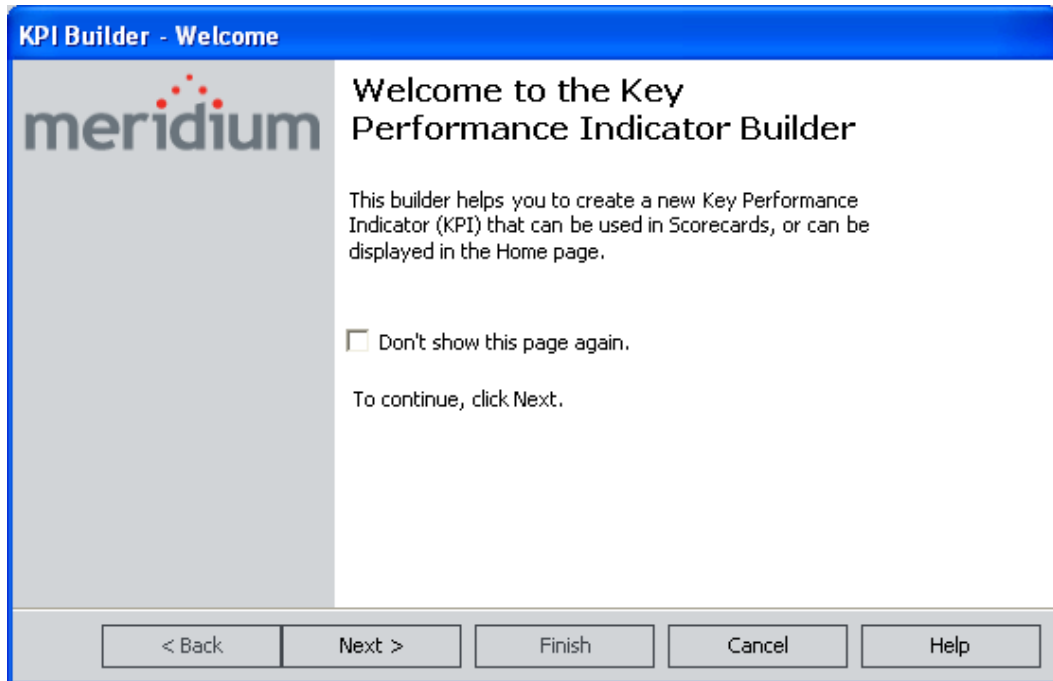 KPI Builder - Welcome
meridium
Welcome to the Key
Performance Indicator Builder
This builder helps you to create a new Key Performance
Indicator (KPI) that can be used in Scorecards, or can be
displayed in the Home page.
Don't show this page again.
To continue, click Next.
< Back Next > Finish Cancel Help